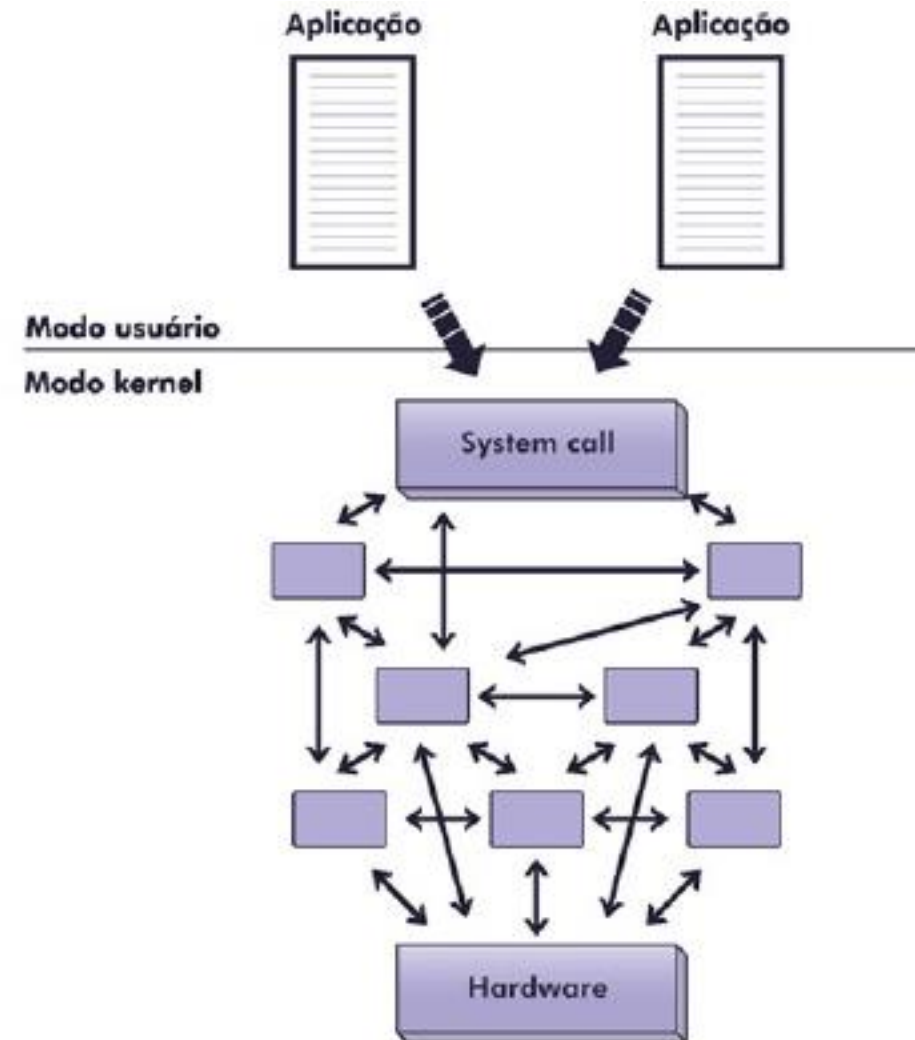 Aplicação
Aplicação
Modo usuário
Modo kernel
System call
Hardware